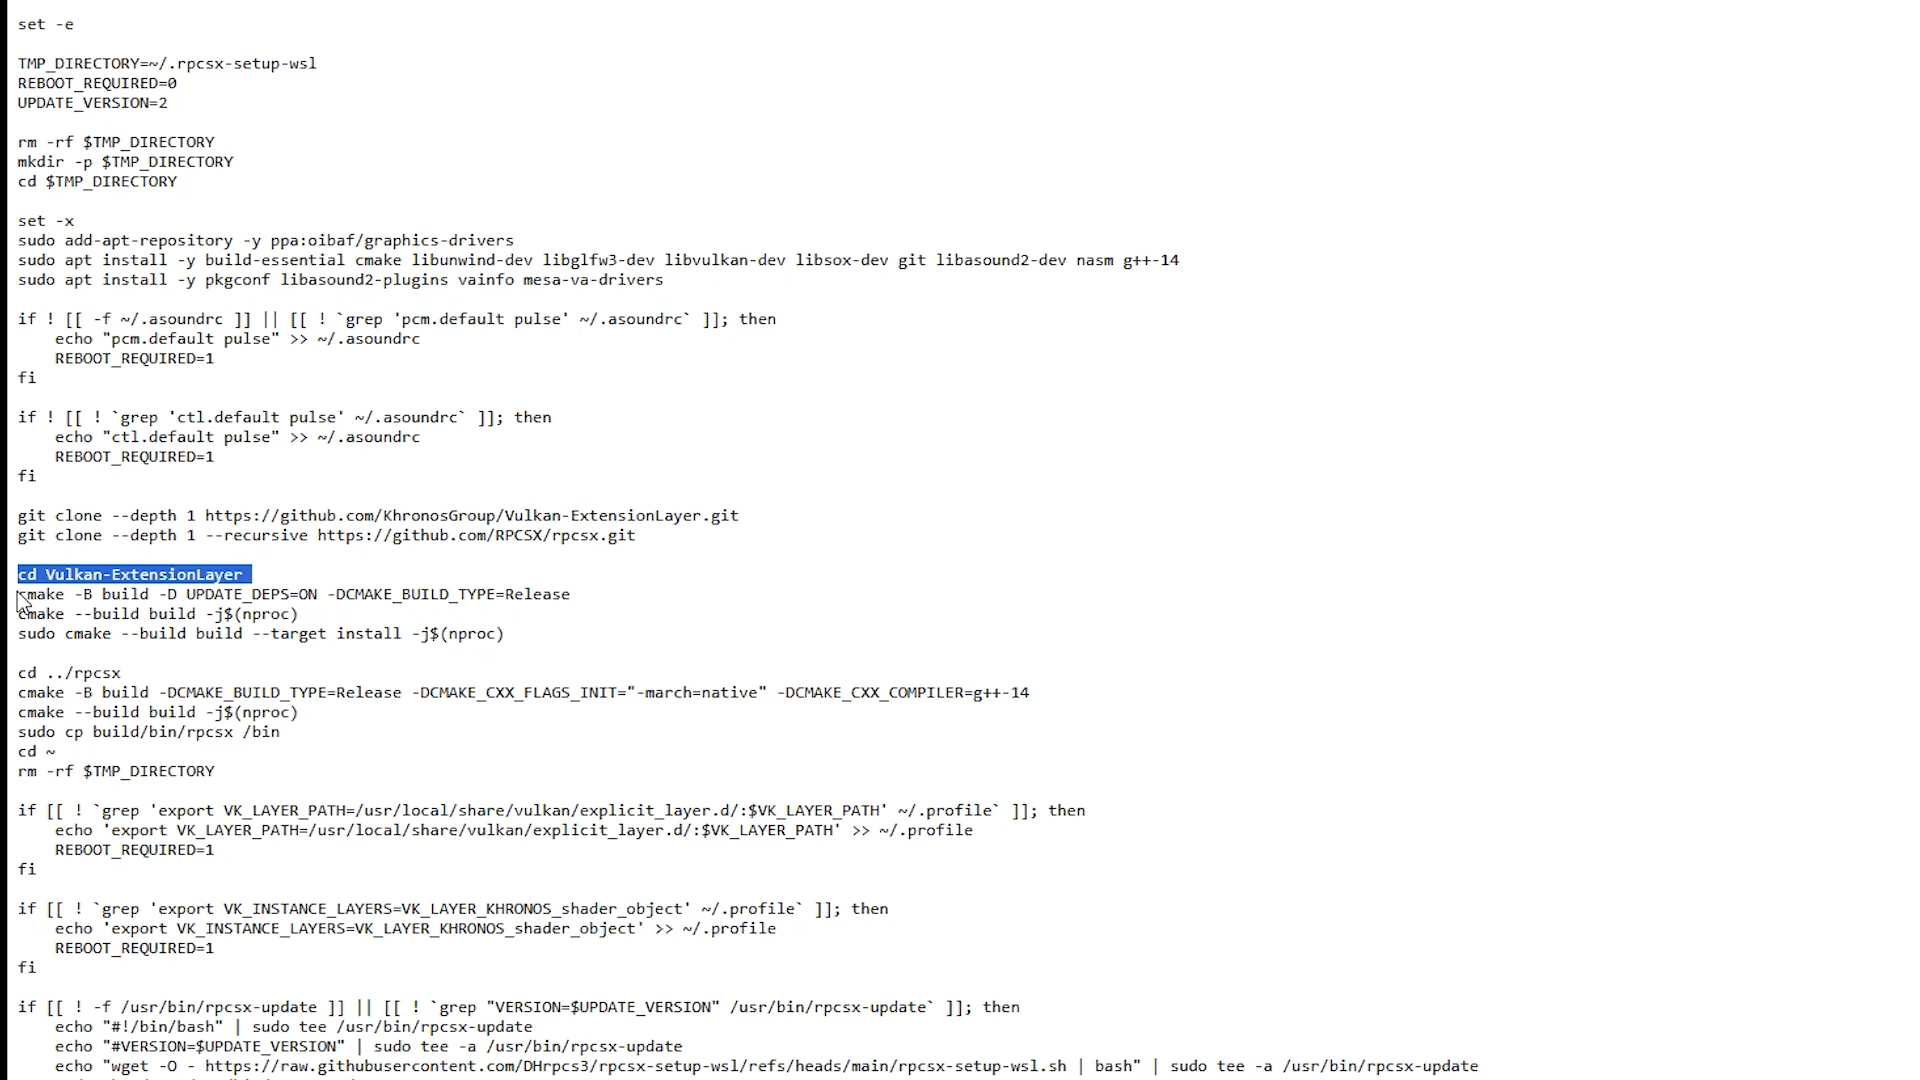 set -e
TMP_DIRECTORY=~/.rpcsx-setup-wsl
REBOOT_REQUIRED=0
UPDATE_VERSION=2
rm -rf $TMP_DIRECTORY
mkdir -p $TMP_DIRECTORY
cd $TMP_DIRECTORY
set -x
sudo add-apt-repository -y ppa:oibaf/graphics-drivers
sudo apt install -y build-essential cmake libunwind-dev libglfw3-dev libvulkan-dev libsox-dev git libasound2-dev nasm g++-14
sudo apt install -y pkgconf libasound2-plugins vainfo mesa-va-drivers
if ! [[ -f ~/.asoundrc ]] || [[ ! `grep 'pcm.default pulse' ~/.asoundrc` ]]; then
    echo "pcm.default pulse" >> ~/.asoundrc
    REBOOT_REQUIRED=1
fi
if ! [[ ! `grep 'ctl.default pulse' ~/.asoundrc` ]]; then
    echo "ctl.default pulse" >> ~/.asoundrc
    REBOOT_REQUIRED=1
fi
git clone --depth 1 https://github.com/KhronosGroup/Vulkan-ExtensionLayer.git
git clone --depth 1 --recursive https://github.com/RPCSX/rpcsx.git
cd Vulkan-ExtensionLayer
cmake -B build -D UPDATE_DEPS=ON -DCMAKE_BUILD_TYPE=Release
cmake --build build -j$(nproc)
sudo cmake --build build --target install -j$(nproc)
cd ../rpcsx
cmake -B build -DCMAKE_BUILD_TYPE=Release -DCMAKE_CXX_FLAGS_INIT="-march=native" -DCMAKE_CXX_COMPILER=g++-14
cmake --build build -j$(nproc)
sudo cp build/bin/rpcsx /bin
cd ~
rm -rf $TMP_DIRECTORY
if [[ ! `grep 'export VK_LAYER_PATH=/usr/local/share/vulkan/explicit_layer.d/:$VK_LAYER_PATH' ~/.profile` ]]; then
    echo 'export VK_LAYER_PATH=/usr/local/share/vulkan/explicit_layer.d/:$VK_LAYER_PATH' >> ~/.profile
    REBOOT_REQUIRED=1
fi
if [[ ! `grep 'export VK_INSTANCE_LAYERS=VK_LAYER_KHRONOS_shader_object' ~/.profile` ]]; then
    echo 'export VK_INSTANCE_LAYERS=VK_LAYER_KHRONOS_shader_object' >> ~/.profile
    REBOOT_REQUIRED=1
fi
if [[ ! -f /usr/bin/rpcsx-update ]] || [[ ! `grep "VERSION=$UPDATE_VERSION" /usr/bin/rpcsx-update` ]]; then
    echo "#!/bin/bash" | sudo tee /usr/bin/rpcsx-update
    echo "#VERSION=$UPDATE_VERSION" | sudo tee -a /usr/bin/rpcsx-update
    echo "wget -O - https://raw.githubusercontent.com/DHrpcs3/rpcsx-setup-wsl/refs/heads/main/rpcsx-setup-wsl.sh | bash" | sudo tee -a /usr/bin/rpcsx-update